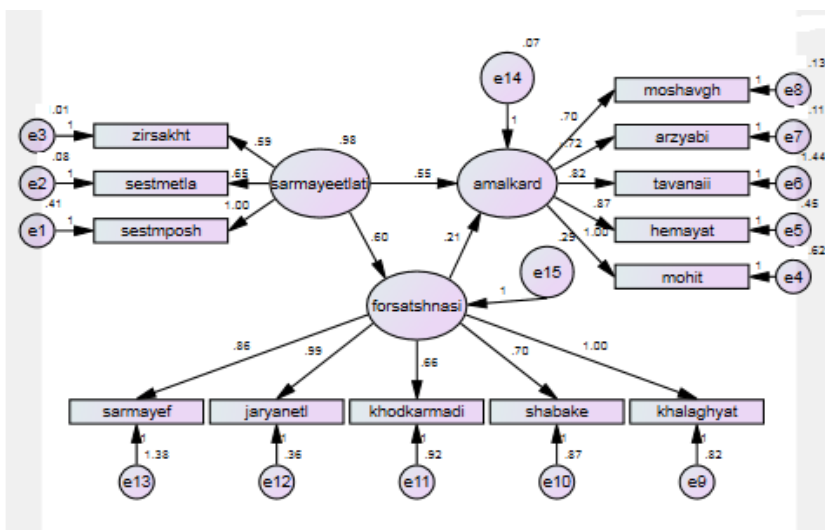 .07
.13
e14
moshavgh
1
e8
.01
.70
.11
e3
1
zirsakht
.59
.98
1
.72
arzyabi
1
e7
.08
1.44
e2
1
sestmetla
.65
sarmayeetlati
.55
amalkard
.82
tavanaii
1
e6
.41
1.00
.87
.45
e1
1
sestmposh
hemayat
1
e5
.60
.21
.29
1.00
.62
e15
mohit
1
e4
forsatshnasi
1
.86
.99
.66
.70
1.00
sarmayef
jaryanetl
khodkarmadi
shabake
khalaghyat
1
1
1
1
1
1.38
.36
.92
.87
.82
e13
e12
e11
e10
e9